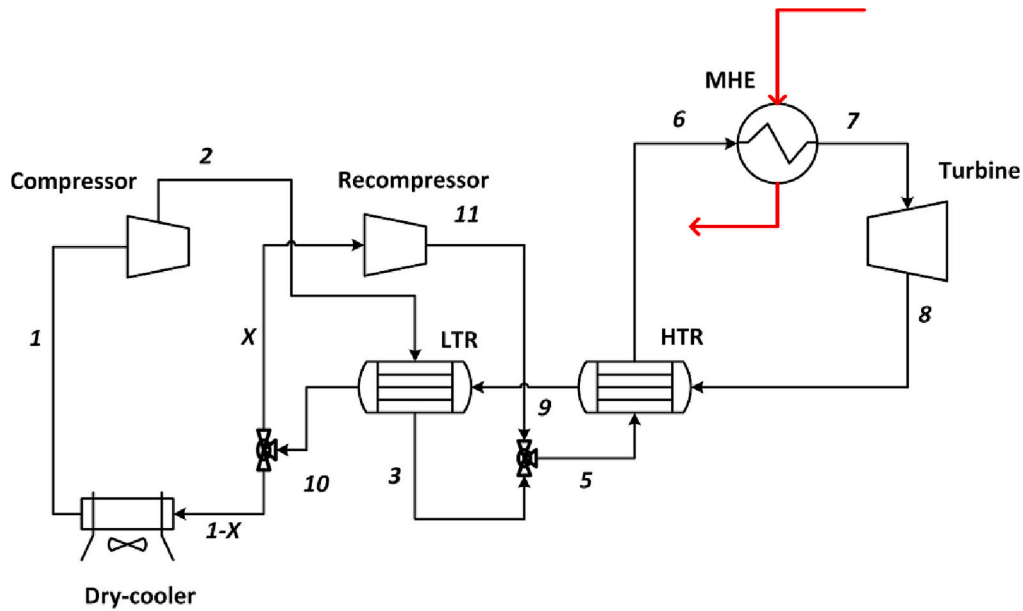 MHE
6
7
2
Turbine
Compressor
Recompressor
11
1
X
LTR
HTR
8
9
10
3
5
1-X
Dry-cooler